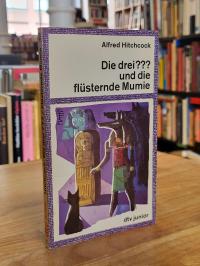 Alfred Hitchcock
Die drei???
und die
flüsternde Mumie
dtv junior